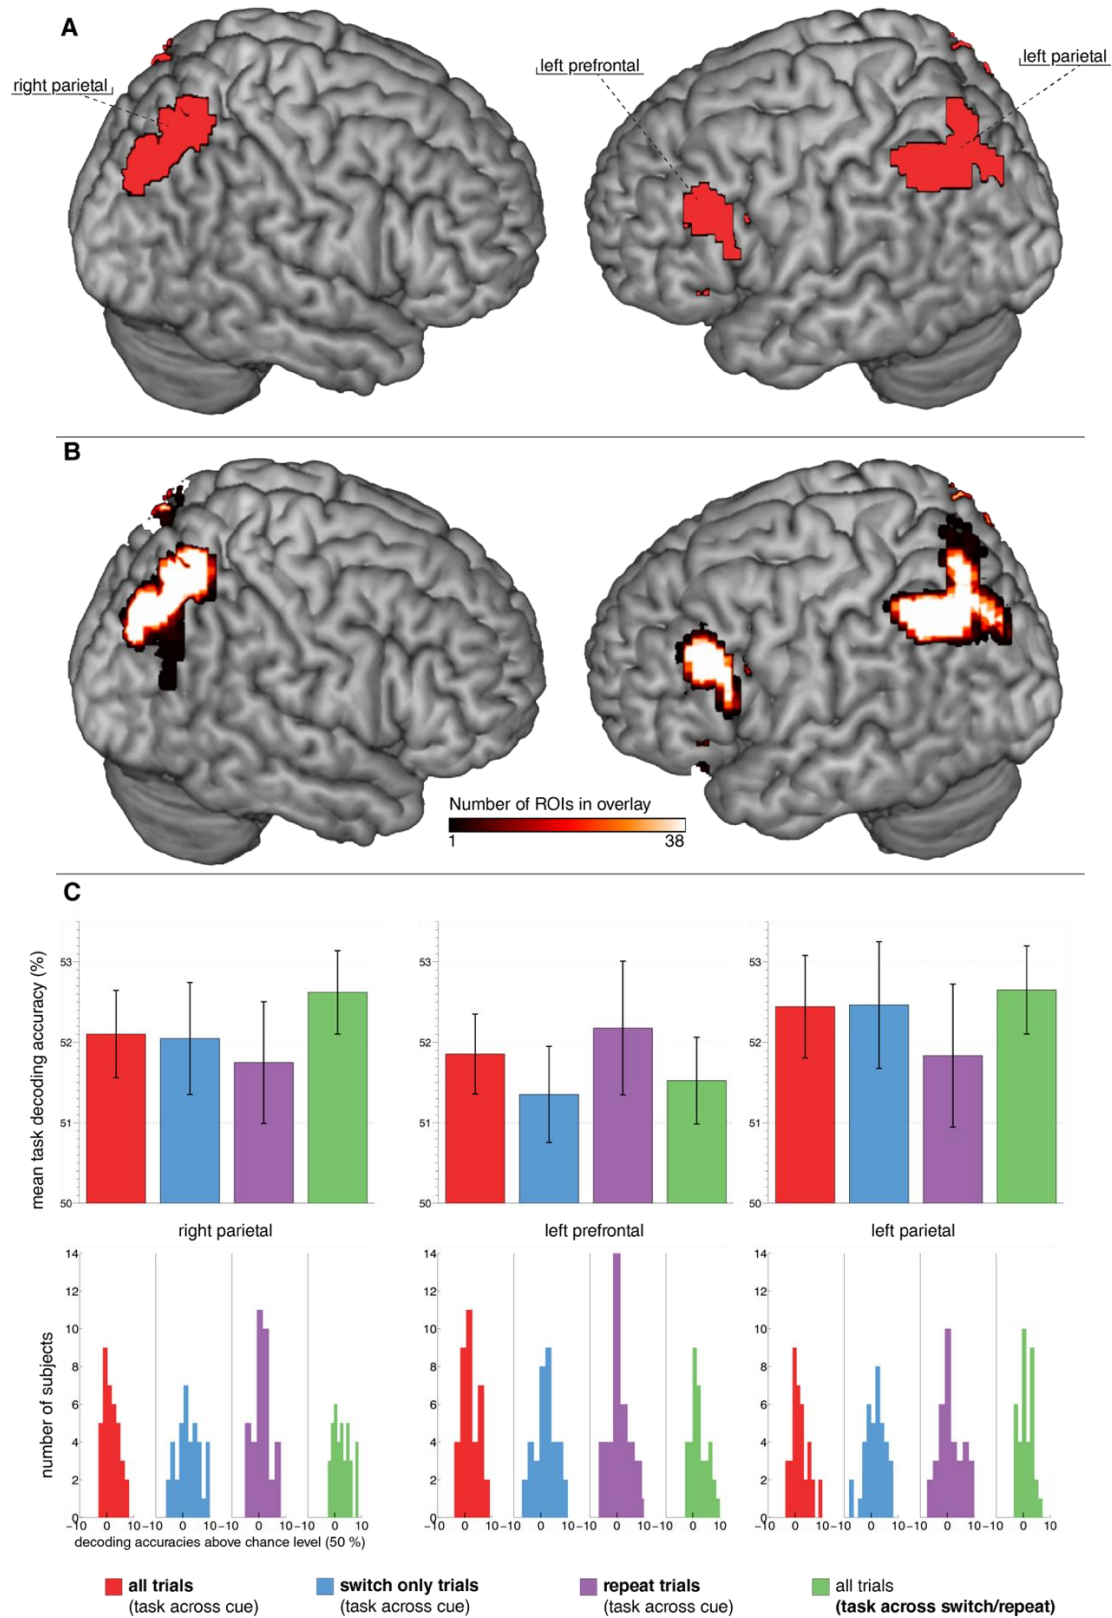 A
right parietal
left prefrontal
left parietal
B
Number of ROIs in overlay
1 38
C
mean task decoding accuracy (%)
53
52
51
50
53
52
51
50
53
52
51
50
right parietal
left prefrontal
left parietal
number of subjects
14
12
10
8
6
4
2
0
14
12
10
8
6
4
2
0
14
12
10
8
6
4
2
0
−10 0 10 −10 0 10 −10 0 10 −10 0 10
−10 0 10 −10 0 10 −10 0 10 −10 0 10
−10 0 10 −10 0 10 −10 0 10 −10 0 10
decoding accuracies above chance level (50 %)
all trials
(task across cue)
switch only trials
(task across cue)
repeat trials
(task across cue)
all trials
(task across switch/repeat)